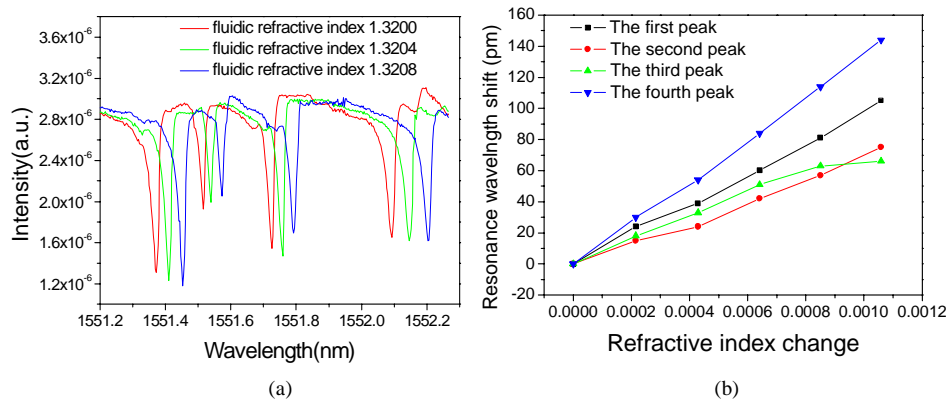 3.6x10⁻⁶
3.0x10⁻⁶
2.8x10⁻⁶
2.2x10⁻⁶
1.6x10⁻⁶
1.2x10⁻⁶
Intensity(a.u.)
fluidic refractive index 1.3200
fluidic refractive index 1.3204
fluidic refractive index 1.3208
1551.2 1551.4 1551.6 1551.8 1552.0 1552.2
Wavelength(nm)
(a)
160
140
120
100
80
60
40
20
0
-20
Resonance wavelngth shift (pm)
The first peak
The second peak
The third peak
The fourth peak
0.0000 0.0002 0.0004 0.0006 0.0008 0.0010 0.0012
Refractive index change
(b)